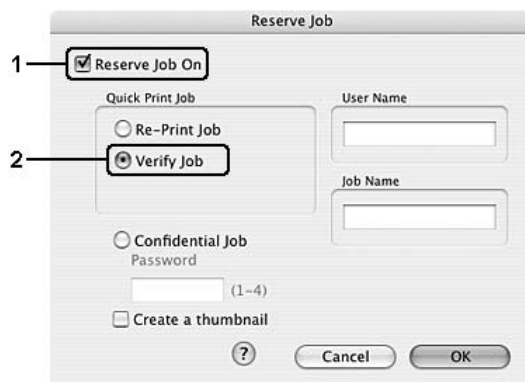 Reserve Job
1
Reserve Job On
Quick Print Job
Re-Print Job
2
Verify Job
User Name
Job Name
Confidential Job
Password
(1-4)
Create a thumbnail
?
Cancel
OK